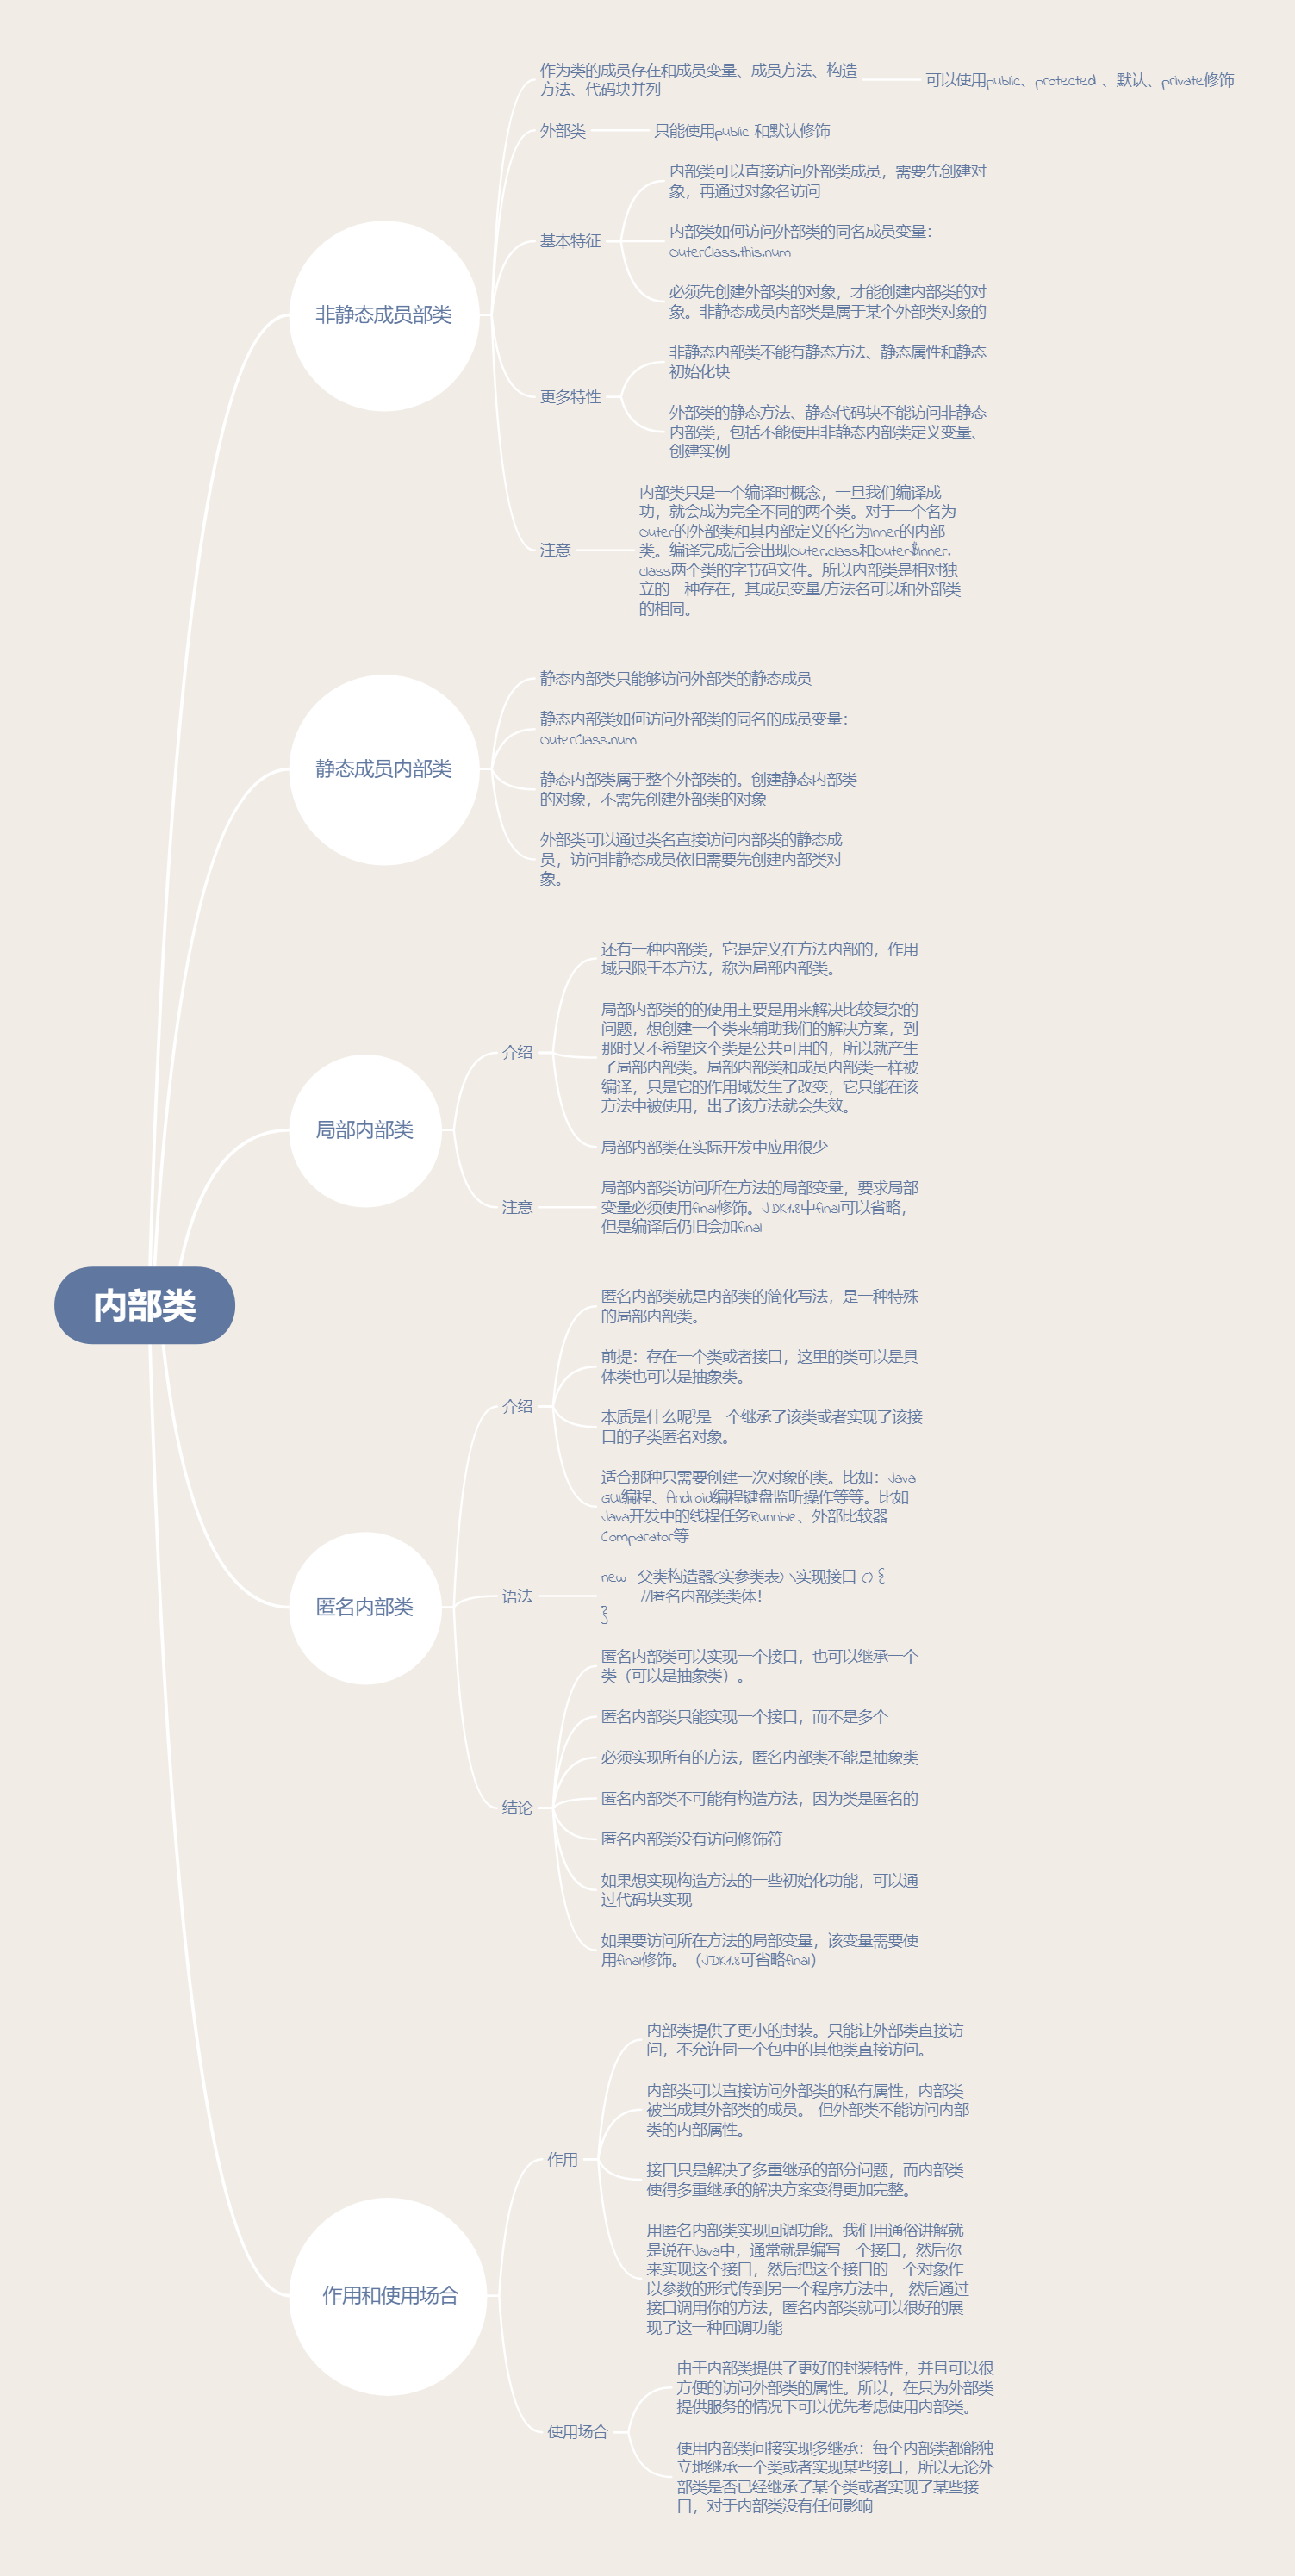 内部类
非静态成员部类
作为类的成员存在和成员变量、成员方法、构造
方法、代码块并列
可以使用public、protected 、默认、private修饰
外部类
只能使用public 和默认修饰
基本特征
内部类可以直接访问外部类成员，需要先创建对
象，再通过对象名访问
内部类如何访问外部类的同名成员变量：
OuterClass.this.num
必须先创建外部类的对象，才能创建内部类的对
象。非静态成员内部类是属于某个外部类对象的
更多特性
非静态内部类不能有静态方法、静态属性和静态
初始化块
外部类的静态方法、静态代码块不能访问非静态
内部类，包括不能使用非静态内部类定义变量、
创建实例
注意
内部类只是一个编译时概念，一旦我们编译成
功，就会成为完全不同的两个类。对于一个名为
Outer的外部类和其内部定义的名为Inner的内部
类。编译完成后会出现Outer.class和Outer$Inner.
class两个类的字节码文件。所以内部类是相对独
立的一种存在，其成员变量/方法名可以和外部类
的相同。
静态成员内部类
静态内部类只能够访问外部类的静态成员
静态内部类如何访问外部类的同名的成员变量：
OuterClass.num
静态内部类属于整个外部类的。创建静态内部类
的对象，不需先创建外部类的对象
外部类可以通过类名直接访问内部类的静态成
员，访问非静态成员依旧需要先创建内部类对
象。
局部内部类
介绍
还有一种内部类，它是定义在方法内部的，作用
域只限于本方法，称为局部内部类。
局部内部类的的使用主要是用来解决比较复杂的
问题，想创建一个类来辅助我们的解决方案，到
那时又不希望这个类是公共可用的，所以就产生
了局部内部类。局部内部类和成员内部类一样被
编译，只是它的作用域发生了改变，它只能在该
方法中被使用，出了该方法就会失效。
局部内部类在实际开发中应用很少
注意
局部内部类访问所在方法的局部变量，要求局部
变量必须使用final修饰。JDK1.8中final可以省略，
但是编译后仍旧会加final
匿名内部类
介绍
匿名内部类就是内部类的简化写法，是一种特殊
的局部内部类。
前提：存在一个类或者接口，这里的类可以是具
体类也可以是抽象类。
本质是什么呢?是一个继承了该类或者实现了该接
口的子类匿名对象。
适合那种只需要创建一次对象的类。比如：Java
GUI编程、Android编程键盘监听操作等等。比如
Java开发中的线程任务Runnble、外部比较器
Comparator等
语法
new 父类构造器(实参类表) \实现接口 () {
//匿名内部类类体！
}
结论
匿名内部类可以实现一个接口，也可以继承一个
类（可以是抽象类）。
匿名内部类只能实现一个接口，而不是多个
必须实现所有的方法，匿名内部类不能是抽象类
匿名内部类不可能有构造方法，因为类是匿名的
匿名内部类没有访问修饰符
如果想实现构造方法的一些初始化功能，可以通
过代码块实现
如果要访问所在方法的局部变量，该变量需要使
用final修饰。（JDK1.8可省略final）
作用和使用场合
作用
内部类提供了更小的封装。只能让外部类直接访
问，不允许同一个包中的其他类直接访问。
内部类可以直接访问外部类的私有属性，内部类
被当成其外部类的成员。 但外部类不能访问内部
类的内部属性。
接口只是解决了多重继承的部分问题，而内部类
使得多重继承的解决方案变得更加完整。
用匿名内部类实现回调功能。我们用通俗讲解就
是说在Java中，通常就是编写一个接口，然后你
来实现这个接口，然后把这个接口的一个对象作
以参数的形式传到另一个程序方法中， 然后通过
接口调用你的方法，匿名内部类就可以很好的展
现了这一种回调功能
使用场合
由于内部类提供了更好的封装特性，并且可以很
方便的访问外部类的属性。所以，在只为外部类
提供服务的情况下可以优先考虑使用内部类。
使用内部类间接实现多继承：每个内部类都能独
立地继承一个类或者实现某些接口，所以无论外
部类是否已经继承了某个类或者实现了某些接
口，对于内部类没有任何影响